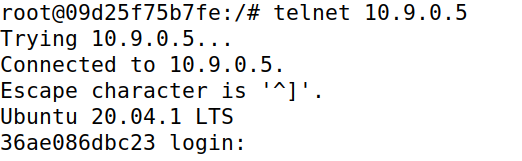 root@09d25f75b7fe:/# telnet 10.9.0.5
Trying 10.9.0.5...
Connected to 10.9.0.5.
Escape character is '^]'.
Ubuntu 20.04.1 LTS
36ae086dbc23 login: